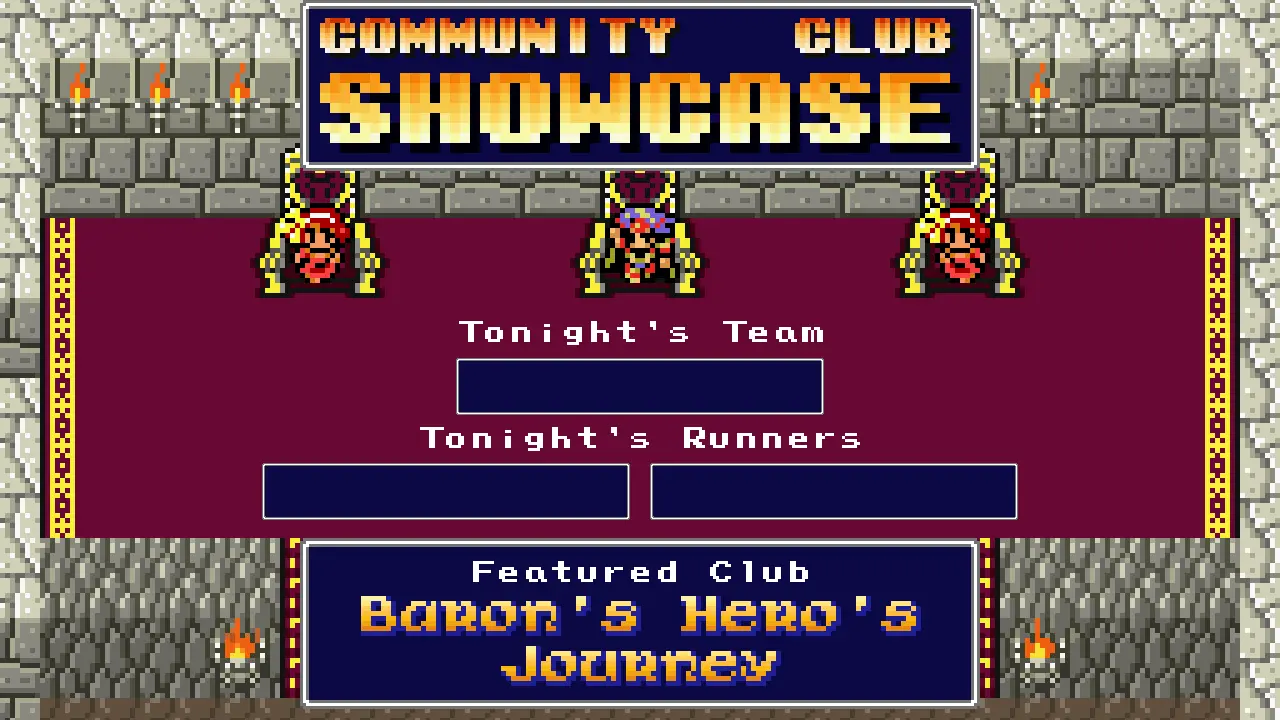 COMMUNITY CLUB
SHOWCASE
Tonight's Team
Tonight's Runners
Featured Club
Baron's Hero's
Journey